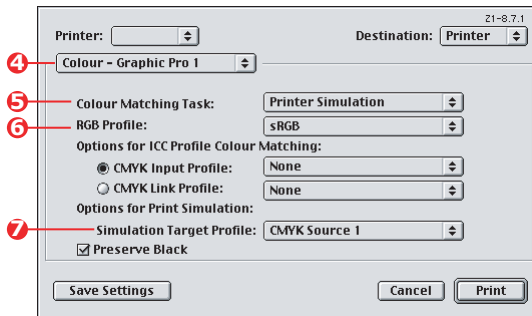 Z1-8.7.1
Printer: Destination: Printer
4 Colour - Graphic Pro 1
5 Colour Matching Task: Printer Simulation
6 RGB Profile: sRGB
Options for ICC Profile Colour Matching:
CMYK Input Profile: None
CMYK Link Profile: None
Options for Print Simulation:
7 Simulation Target Profile: CMYK Source 1
Preserve Black
Save Settings Cancel Print